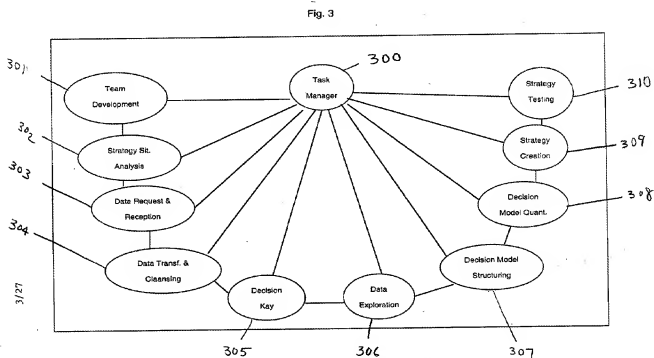 Fig. 3
300
Task
Manager
301
Team
Development
Strategy
Testing
310
302
Strategy Sit.
Analysis
Strategy
Creation
309
303
Data Request &
Reception
Decision
Model Quant.
308
304
Data Transf. &
Cleansing
Decision
Kay
Data
Exploration
Decision Model
Structuring
305
306
307
3/27